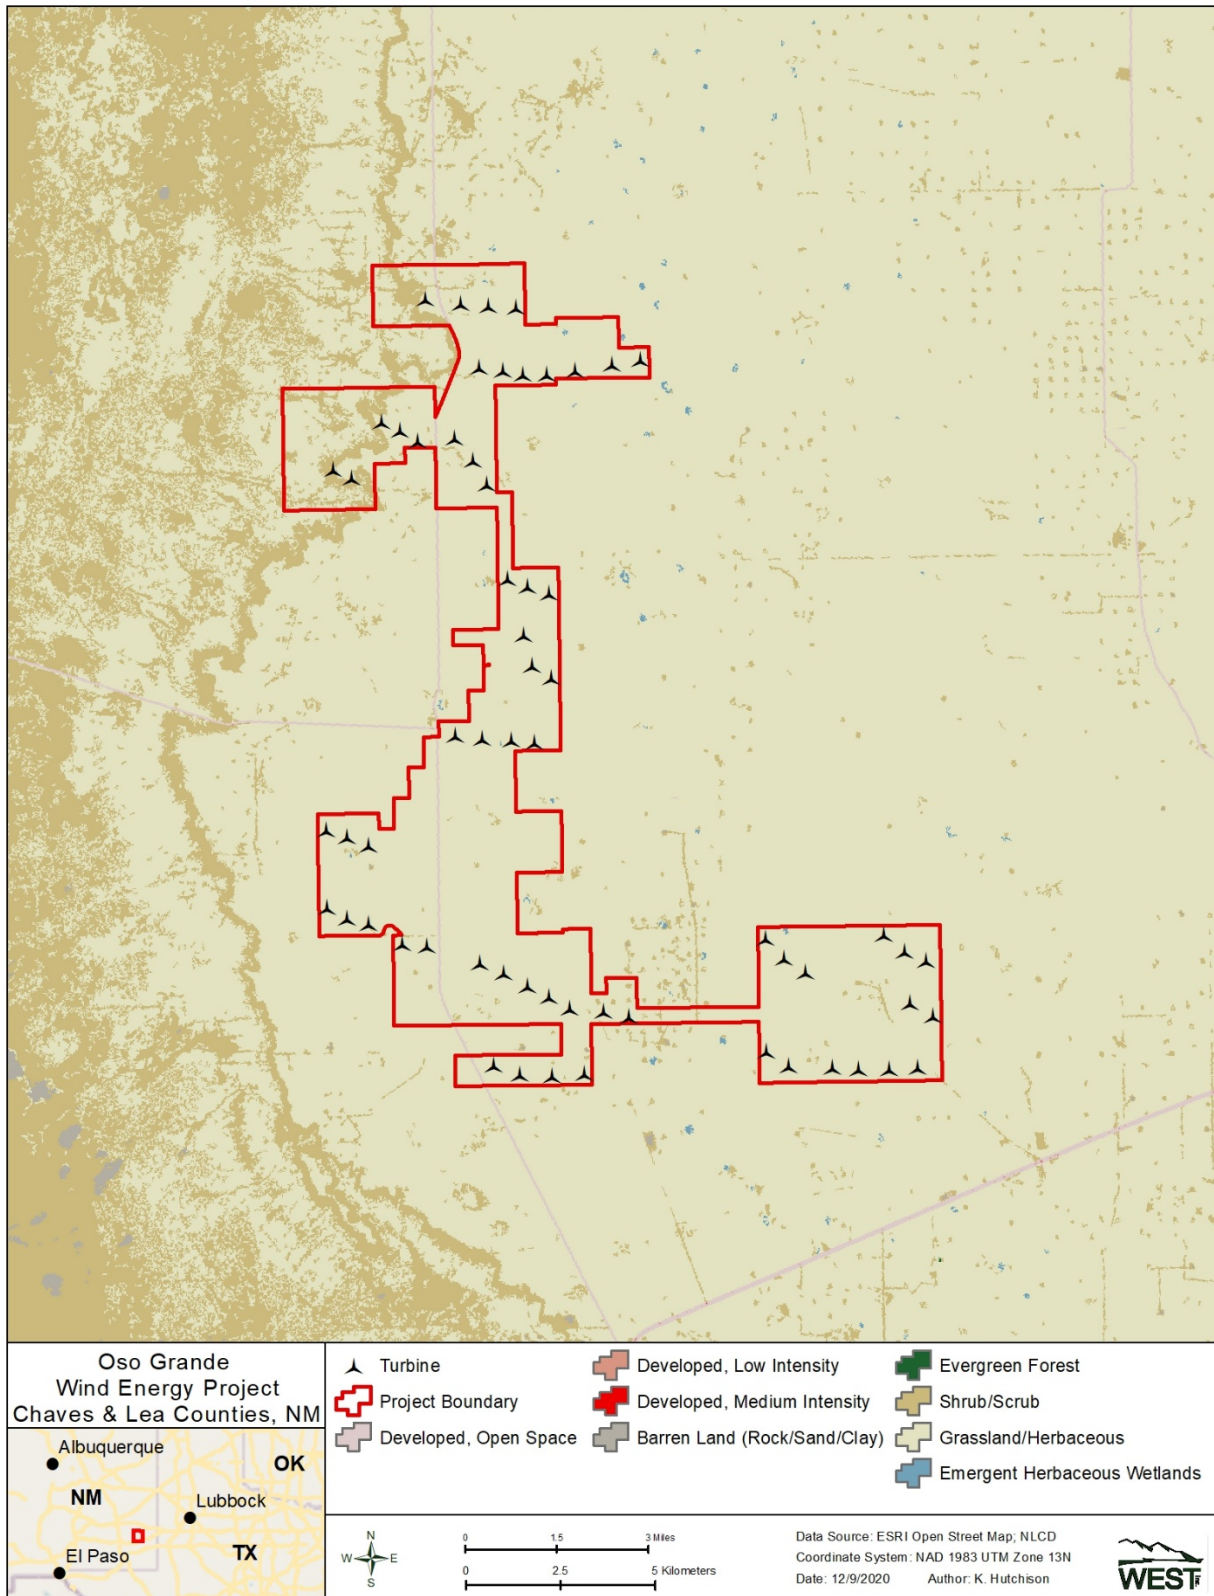 Oso Grande
Wind Energy Project
Chaves & Lea Counties, NM
Albuquerque
OK
NM
Lubbock
El Paso
TX
Turbine
Project Boundary
Developed, Open Space
Developed, Low Intensity
Developed, Medium Intensity
Barren Land (Rock/Sand/Clay)
Evergreen Forest
Shrub/Scrub
Grassland/Herbaceous
Emergent Herbaceous Wetlands
N
W E
S
0 1.5 3 Miles
0 2.5 5 Kilometers
Data Source: ESRI Open Street Map; NLCD
Coordinate System: NAD 1983 UTM Zone 13N
Date: 12/9/2020 Author: K. Hutchison
WEST